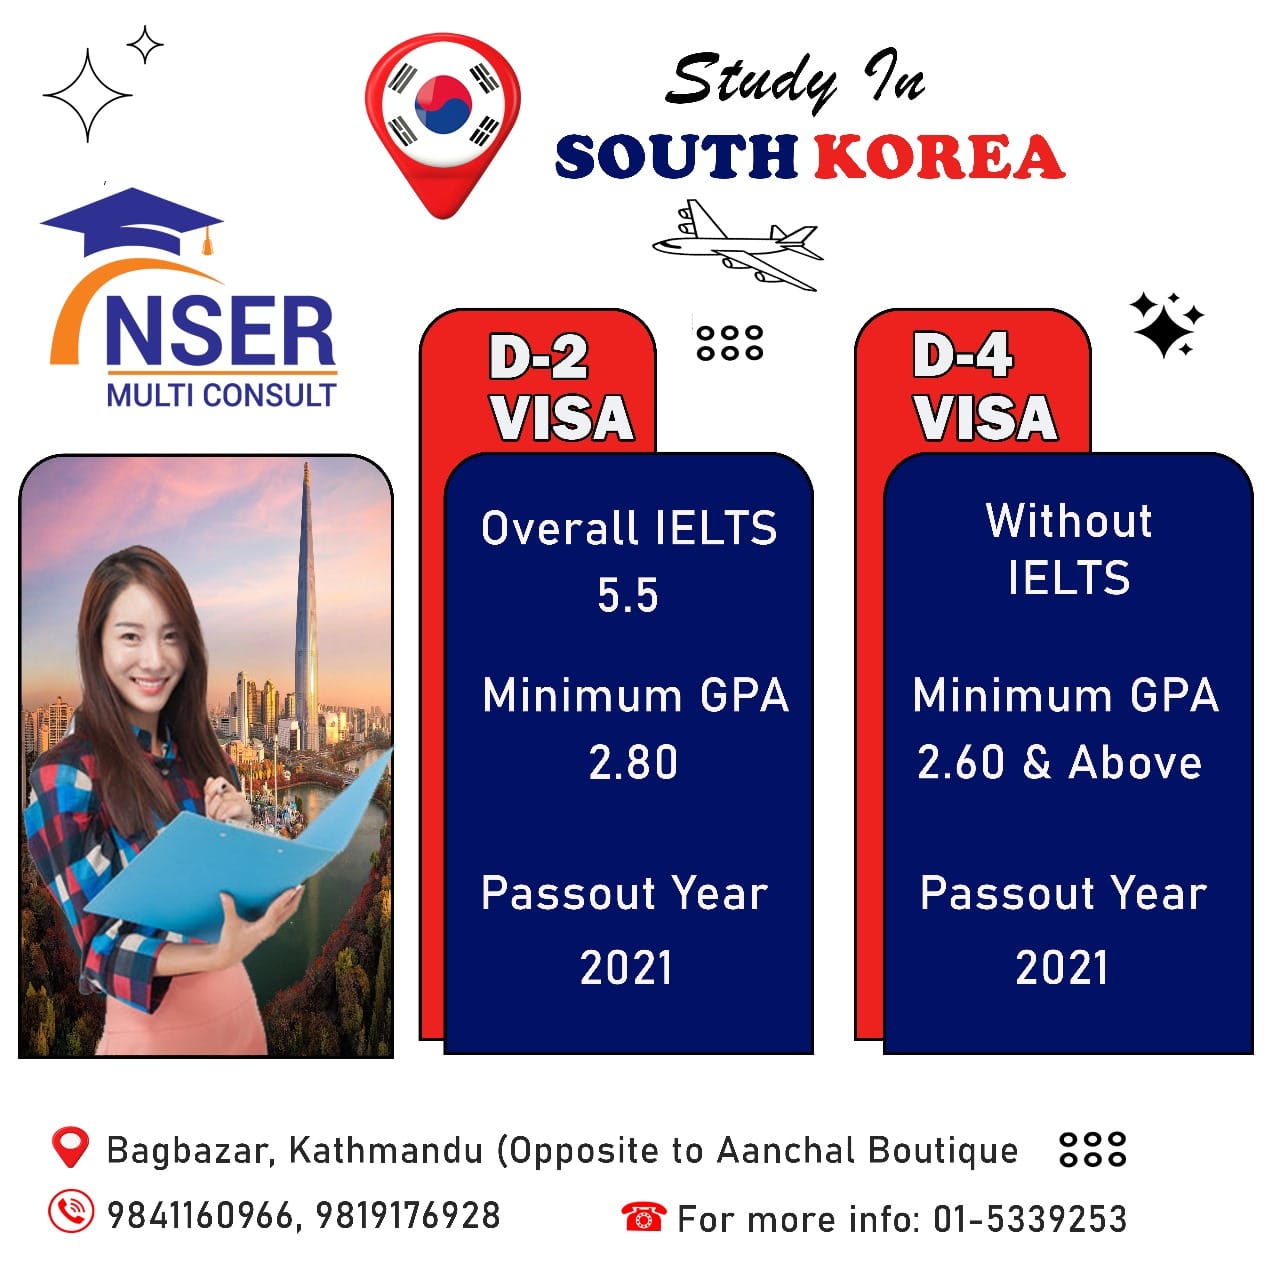 Study In
SOUTH KOREA
NSER
MULTI CONSULT
D-2
VISA
Overall IELTS
5.5
Minimum GPA
2.80
Passout Year
2021
D-4
VISA
Without
IELTS
Minimum GPA
2.60 & Above
Passout Year
2021
Bagbazar, Kathmandu (Opposite to Aanchal Boutique
9841160966, 9819176928
For more info: 01-5339253